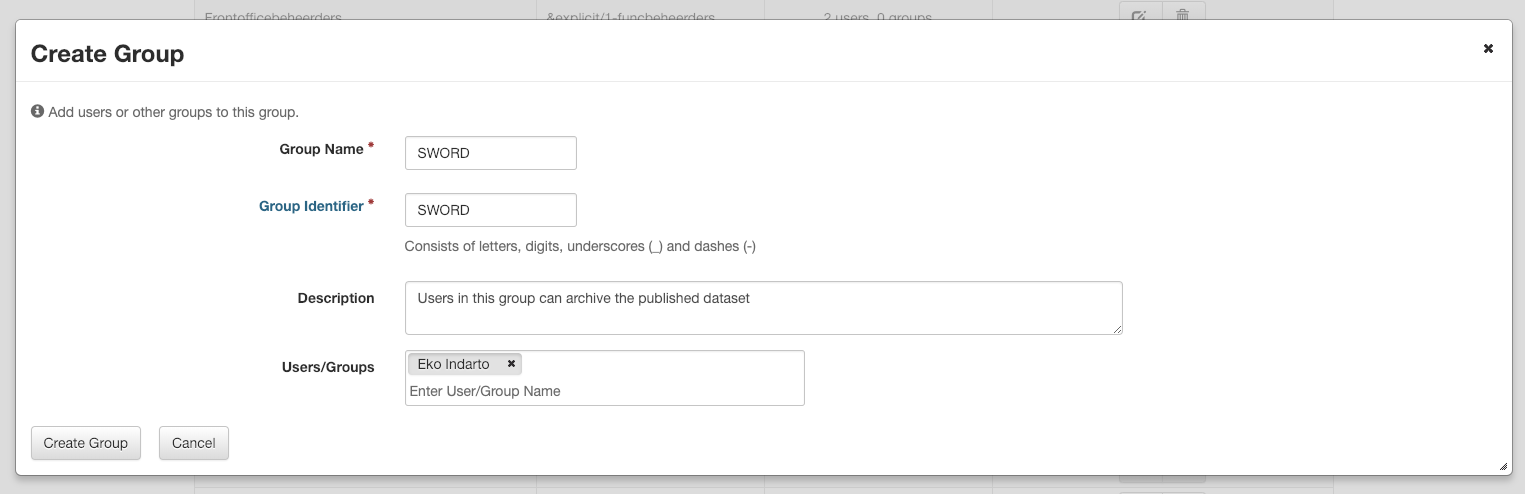 Frontofficebeheerders &explicit/1-funcbeheerders 2 users, 0 groups
Create Group
Add users or other groups to this group.
Group Name * SWORD
Group Identifier * SWORD
Consists of letters, digits, underscores (_) and dashes (-)
Description Users in this group can archive the published dataset
Users/Groups Eko Indarto
Enter User/Group Name
Create Group Cancel